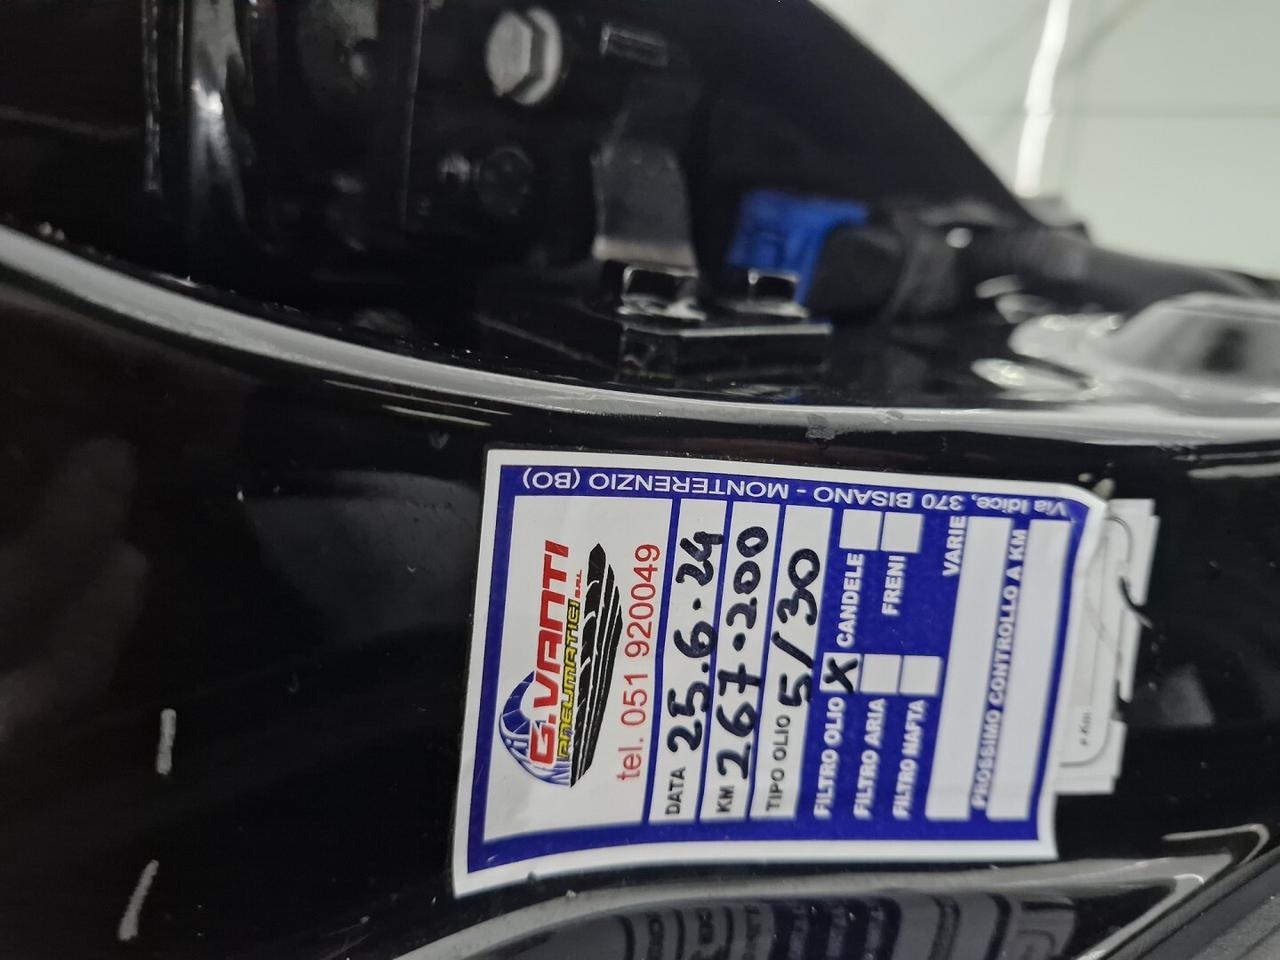 Via Idice, 370 BISANO - MONTERENZIO (BO)
G.VANTI
PNEUMATICI S.R.L.
tel. 051 920049
DATA 25.6.24
KM 267.200
TIPO OLIO 5/30
FILTRO OLIO X CANDELE
FILTRO ARIA FRENI
FILTRO NAFTA
VARIE
PROSSIMO CONTROLLO A KM